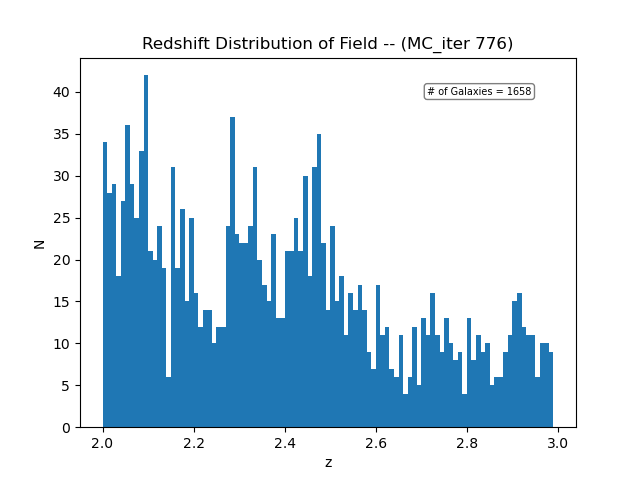 Redshift Distribution of Field -- (MC_iter 776)
# of Galaxies = 1658
40
35
30
25
20
15
10
5
0
N
2.0 2.2 2.4 2.6 2.8 3.0
z